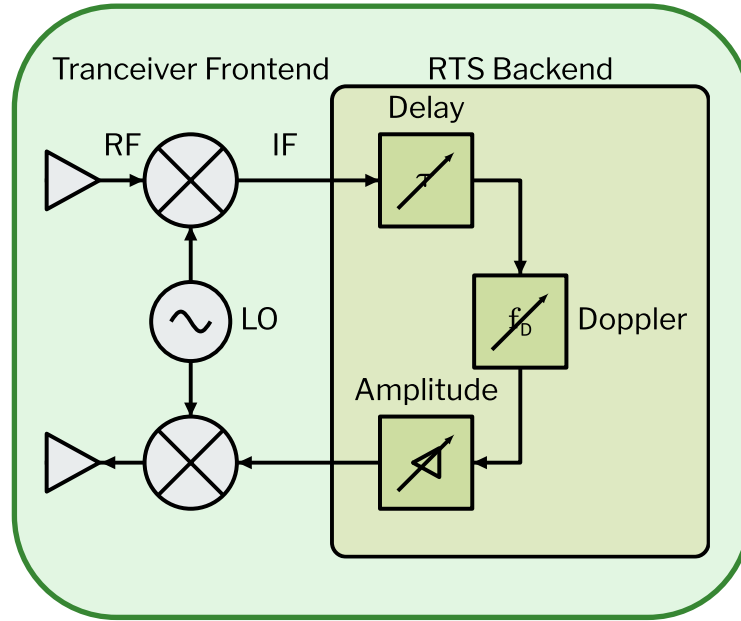 Tranceiver Frontend
RTS Backend
Delay
RF
IF
τ
LO
f_D
Doppler
Amplitude